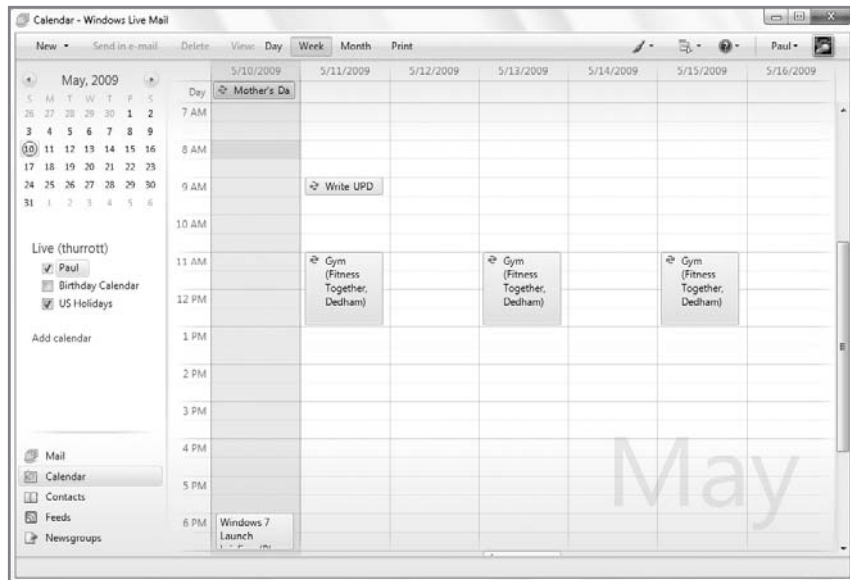 Calendar - Windows Live Mail
New Send in e-mail Delete View: Day Week Month Print Paul
May, 2009
S M T W T F S
26 27 28 29 30 1 2
3 4 5 6 7 8 9
10 11 12 13 14 15 16
17 18 19 20 21 22 23
24 25 26 27 28 29 30
31 1 2 3 4 5 6
Live (thurrott)
Paul
Birthday Calendar
US Holidays
Add calendar
Mail
Calendar
Contacts
Feeds
Newsgroups
5/10/2009 5/11/2009 5/12/2009 5/13/2009 5/14/2009 5/15/2009 5/16/2009
Day Mother's Da
7 AM
8 AM
9 AM Write UPD
10 AM
11 AM
Gym
(Fitness
Together,
Dedham)
Gym
(Fitness
Together,
Dedham)
Gym
(Fitness
Together,
Dedham)
12 PM
1 PM
2 PM
3 PM
4 PM
5 PM
6 PM Windows 7
Launch
May